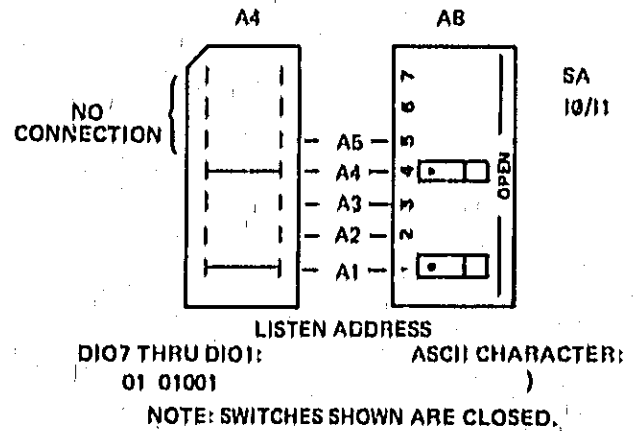 A4 A8
7
SA
6
10/11
NO
CONNECTION
A5 5
A4 4
OPEN
A3 3
A2 2
A1 1
LISTEN ADDRESS
DIO7 THRU DIO1: ASCII CHARACTER:
01 01001 )
NOTE: SWITCHES SHOWN ARE CLOSED.